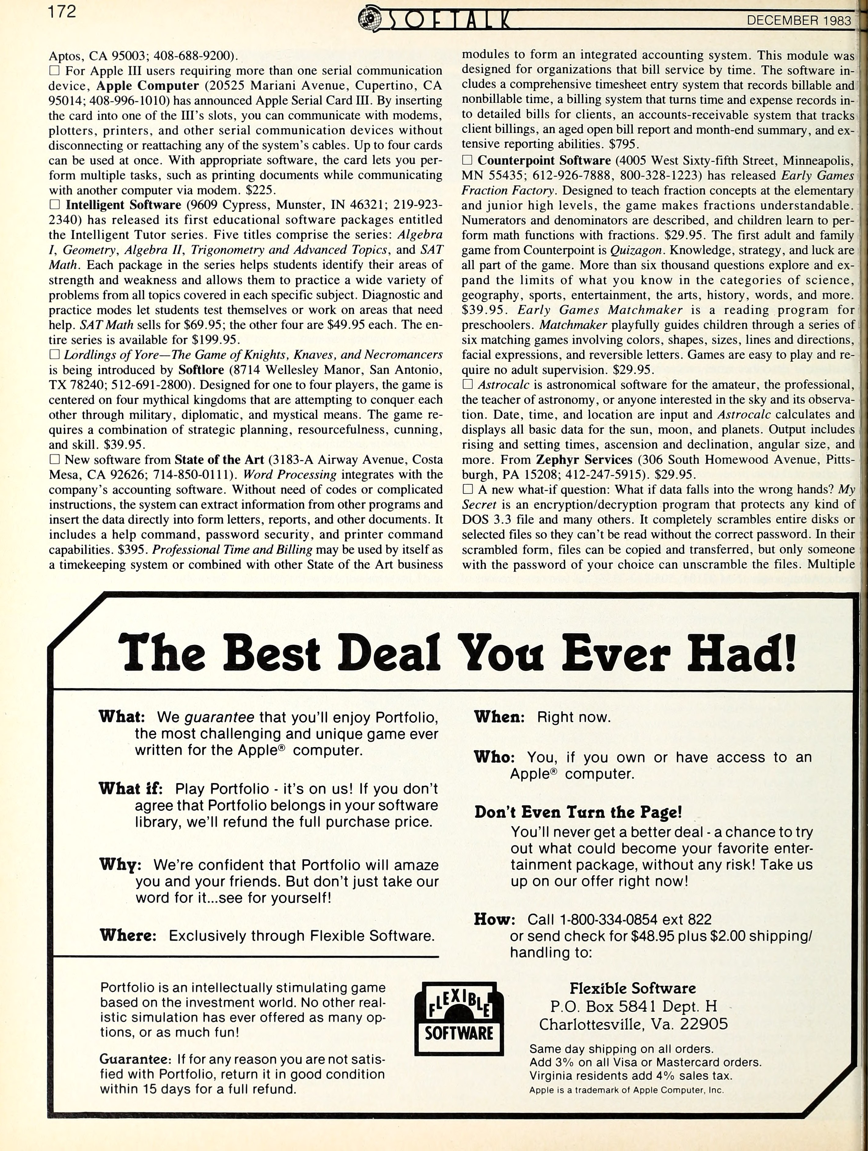 172
SOFTALK
DECEMBER 1983
Aptos, CA 95003; 408-688-9200).
☐ For Apple III users requiring more than one serial communication
device, Apple Computer (20525 Mariani Avenue, Cupertino, CA
95014; 408-996-1010) has announced Apple Serial Card III. By inserting
the card into one of the III's slots, you can communicate with modems,
plotters, printers, and other serial communication devices without
disconnecting or reattaching any of the system's cables. Up to four cards
can be used at once. With appropriate software, the card lets you per-
form multiple tasks, such as printing documents while communicating
with another computer via modem. $225.
☐ Intelligent Software (9609 Cypress, Munster, IN 46321; 219-923-
2340) has released its first educational software packages entitled
the Intelligent Tutor series. Five titles comprise the series: Algebra
I, Geometry, Algebra II, Trigonometry and Advanced Topics, and SAT
Math. Each package in the series helps students identify their areas of
strength and weakness and allows them to practice a wide variety of
problems from all topics covered in each specific subject. Diagnostic and
practice modes let students test themselves or work on areas that need
help. SAT Math sells for $69.95; the other four are $49.95 each. The en-
tire series is available for $199.95.
☐ Lordlings of Yore—The Game of Knights, Knaves, and Necromancers
is being introduced by Softlore (8714 Wellesley Manor, San Antonio,
TX 78240; 512-691-2800). Designed for one to four players, the game is
centered on four mythical kingdoms that are attempting to conquer each
other through military, diplomatic, and mystical means. The game re-
quires a combination of strategic planning, resourcefulness, cunning,
and skill. $39.95.
☐ New software from State of the Art (3183-A Airway Avenue, Costa
Mesa, CA 92626; 714-850-0111). Word Processing integrates with the
company's accounting software. Without need of codes or complicated
instructions, the system can extract information from other programs and
insert the data directly into form letters, reports, and other documents. It
includes a help command, password security, and printer command
capabilities. $395. Professional Time and Billing may be used by itself as
a timekeeping system or combined with other State of the Art business
modules to form an integrated accounting system. This module was
designed for organizations that bill service by time. The software in-
cludes a comprehensive timesheet entry system that records billable and
nonbillable time, a billing system that turns time and expense records in-
to detailed bills for clients, an accounts-receivable system that tracks
client billings, an aged open bill report and month-end summary, and ex-
tensive reporting abilities. $795.
☐ Counterpoint Software (4005 West Sixty-fifth Street, Minneapolis,
MN 55435; 612-926-7888, 800-328-1223) has released Early Games
Fraction Factory. Designed to teach fraction concepts at the elementary
and junior high levels, the game makes fractions understandable.
Numerators and denominators are described, and children learn to per-
form math functions with fractions. $29.95. The first adult and family
game from Counterpoint is Quizagon. Knowledge, strategy, and luck are
all part of the game. More than six thousand questions explore and ex-
pand the limits of what you know in the categories of science,
geography, sports, entertainment, the arts, history, words, and more.
$39.95. Early Games Matchmaker is a reading program for
preschoolers. Matchmaker playfully guides children through a series of
six matching games involving colors, shapes, sizes, lines and directions,
facial expressions, and reversible letters. Games are easy to play and re-
quire no adult supervision. $29.95.
☐ Astrocalc is astronomical software for the amateur, the professional,
the teacher of astronomy, or anyone interested in the sky and its observa-
tion. Date, time, and location are input and Astrocalc calculates and
displays all basic data for the sun, moon, and planets. Output includes
rising and setting times, ascension and declination, angular size, and
more. From Zephyr Services (306 South Homewood Avenue, Pitts-
burgh, PA 15208; 412-247-5915). $29.95.
☐ A new what-if question: What if data falls into the wrong hands? My
Secret is an encryption/decryption program that protects any kind of
DOS 3.3 file and many others. It completely scrambles entire disks or
selected files so they can't be read without the correct password. In their
scrambled form, files can be copied and transferred, but only someone
with the password of your choice can unscramble the files. Multiple
The Best Deal You Ever Had!
What: We guarantee that you'll enjoy Portfolio,
the most challenging and unique game ever
written for the Apple® computer.
What if: Play Portfolio - it's on us! If you don't
agree that Portfolio belongs in your software
library, we'll refund the full purchase price.
Why: We're confident that Portfolio will amaze
you and your friends. But don't just take our
word for it...see for yourself!
Where: Exclusively through Flexible Software.
When: Right now.
Who: You, if you own or have access to an
Apple® computer.
Don't Even Turn the Page!
You'll never get a better deal - a chance to try
out what could become your favorite enter-
tainment package, without any risk! Take us
up on our offer right now!
How: Call 1-800-334-0854 ext 822
or send check for $48.95 plus $2.00 shipping/
handling to:
Portfolio is an intellectually stimulating game
based on the investment world. No other real-
istic simulation has ever offered as many op-
tions, or as much fun!
Guarantee: If for any reason you are not satis-
fied with Portfolio, return it in good condition
within 15 days for a full refund.
FLEXIBLE
SOFTWARE
Flexible Software
P.O. Box 5841 Dept. H
Charlottesville, Va. 22905
Same day shipping on all orders.
Add 3% on all Visa or Mastercard orders.
Virginia residents add 4% sales tax.
Apple is a trademark of Apple Computer, Inc.